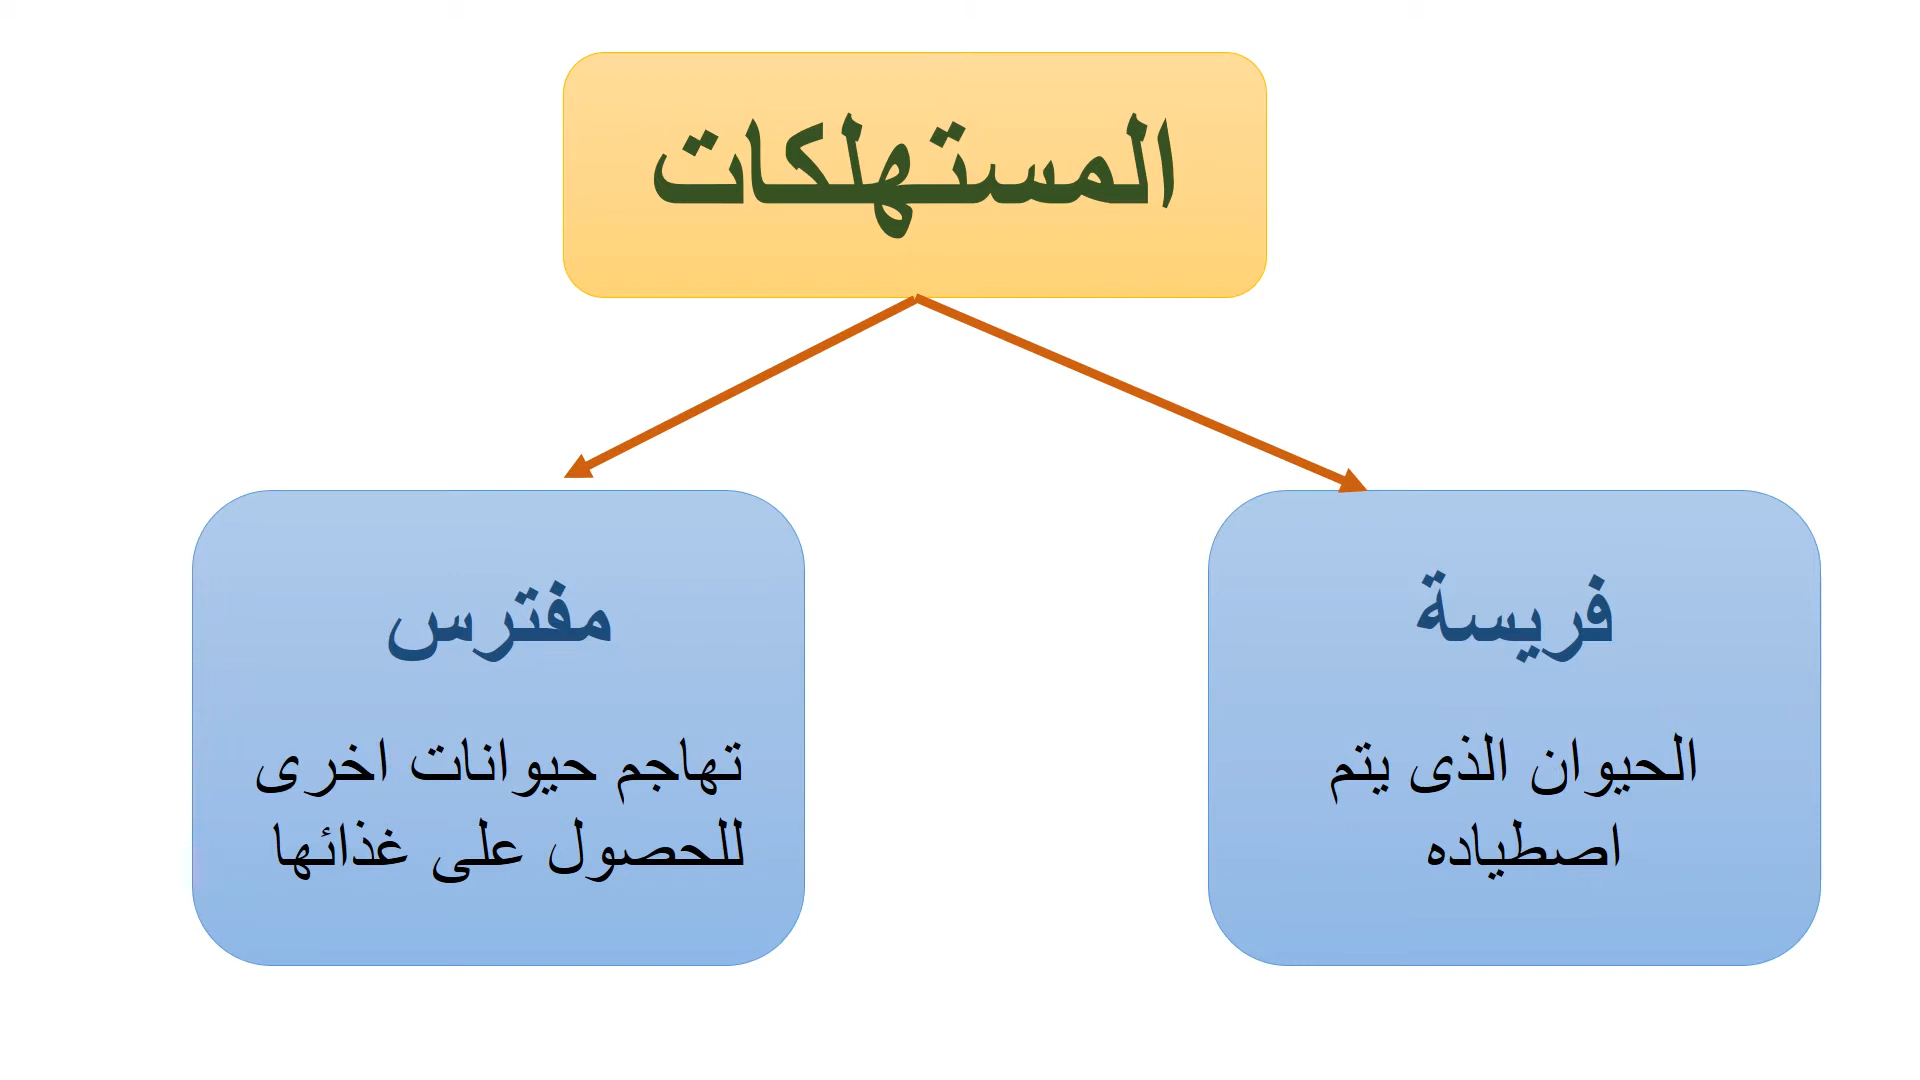 المستهلكات
فريسة
الحيوان الذى يتم
اصطياده
مفترس
تهاجم حيوانات اخرى
للحصول على غذائها